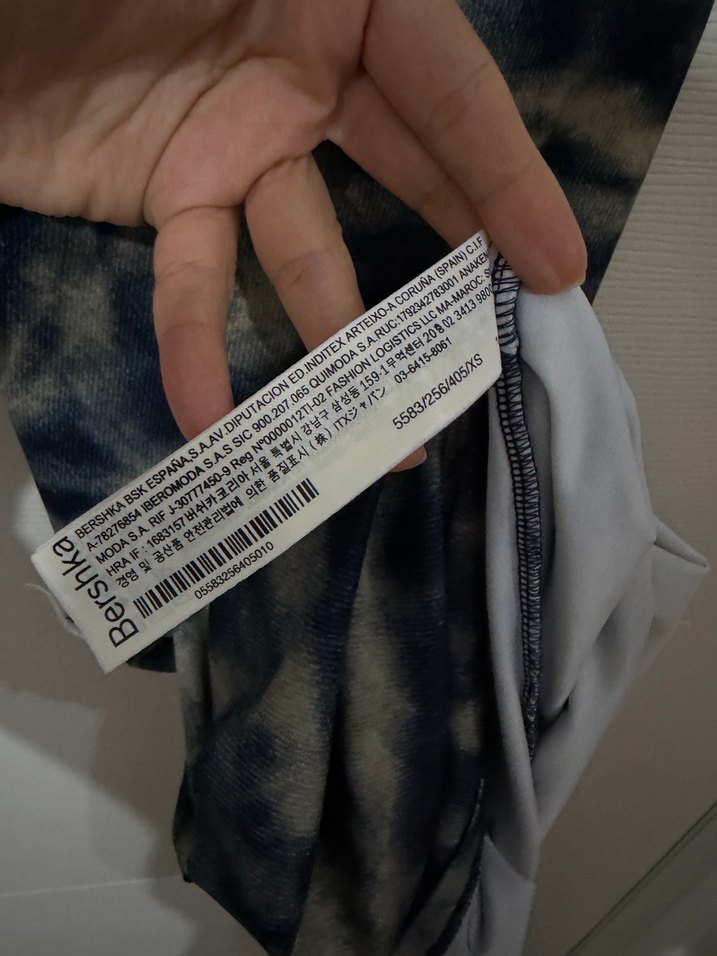 Bershka
BERSHKA BSK ESPAÑA,S.A.AV.DIPUTACION ED.INDITEX ARTEIXO-A CORUÑA (SPAIN) C.I.F
A-78276854 IBEROMODA S.A.S SIC 900.207.065 QUIMODA S.A.RUC:1792342783001 ANAKEN
MODA S.A. RIF J-30777450-9 Reg Nº0000012TI-02 FASHION LOGISTICS LLC MA-MAROC: S
HRA IF : 1683157 버쉬카코리아 서울 특별시 강남구 삼성동 159-1 무역센터 20층 02 3413 9800
경영 및 공산품 안전관리법에 의한 품질표시 (株) ITXジャパン 03-6415-8061
5583/256/405/XS
05583256405010